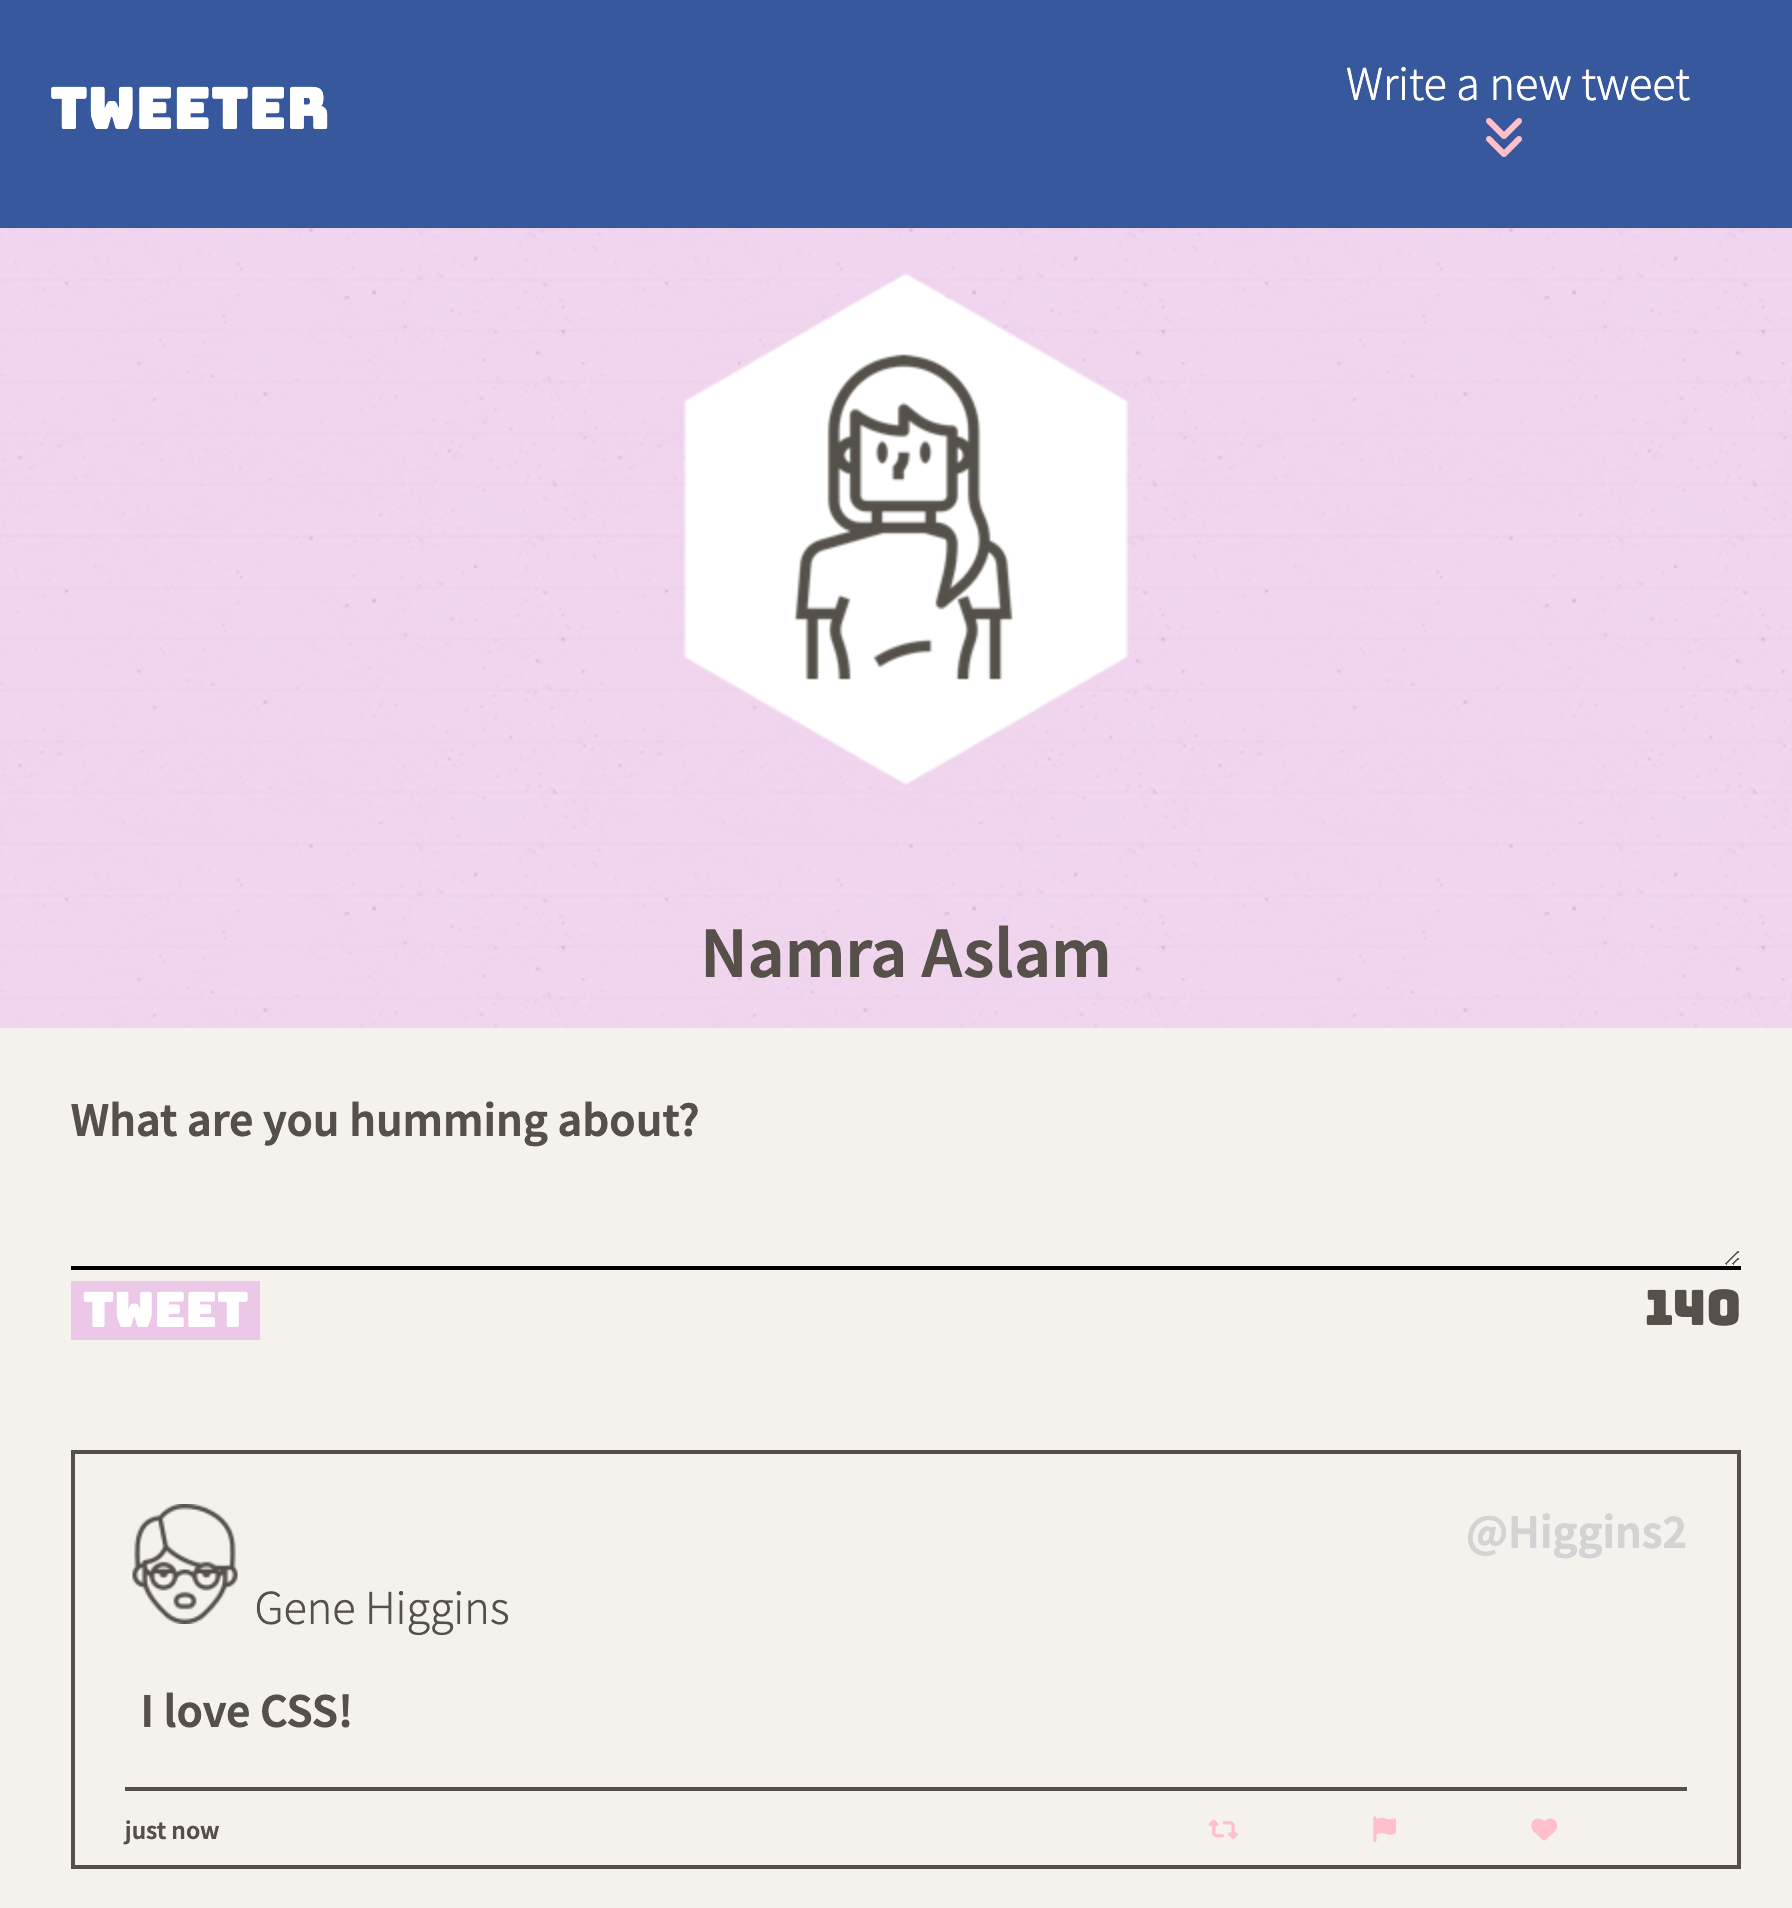 TWEETER
Write a new tweet
Namra Aslam
What are you humming about?
TWEET
140
@Higgins2
Gene Higgins
I love CSS!
just now